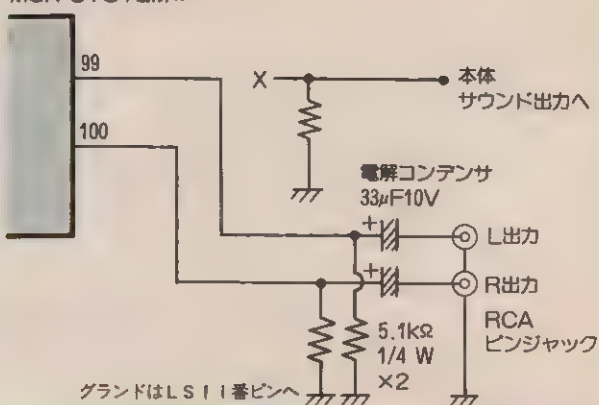 99
X
本体
サウンド出力へ
100
電解コンデンサ
33μF10V
+
L出力
+
R出力
5.1kΩ
1/4 W
×2
RCA
ピンジャック
グランドはLS11番ピンへ